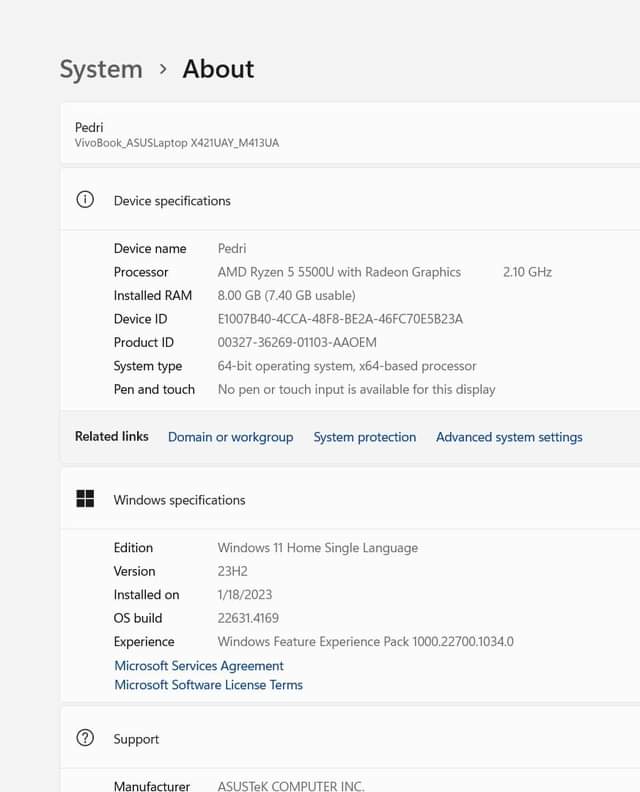 System > About
Pedri
VivoBook_ASUSLaptop X421UAY_M413UA
Device specifications
Device name Pedri
Processor AMD Ryzen 5 5500U with Radeon Graphics 2.10 GHz
Installed RAM 8.00 GB (7.40 GB usable)
Device ID E1007B40-4CCA-48F8-BE2A-46FC70E5B23A
Product ID 00327-36269-01103-AAOEM
System type 64-bit operating system, x64-based processor
Pen and touch No pen or touch input is available for this display
Related links Domain or workgroup System protection Advanced system settings
Windows specifications
Edition Windows 11 Home Single Language
Version 23H2
Installed on 1/18/2023
OS build 22631.4169
Experience Windows Feature Experience Pack 1000.22700.1034.0
Microsoft Services Agreement
Microsoft Software License Terms
Support
Manufacturer ASUSTeK COMPUTER INC.